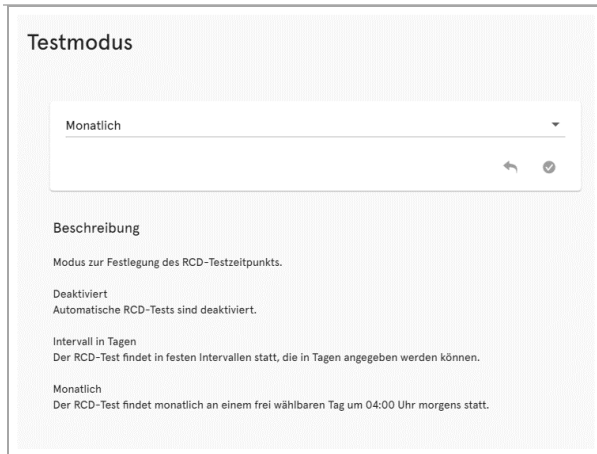 Testmodus
Monatlich
Beschreibung
Modus zur Festlegung des RCD-Testzeitpunkts.
Deaktiviert
Automatische RCD-Tests sind deaktiviert.
Intervall in Tagen
Der RCD-Test findet in festen Intervallen statt, die in Tagen angegeben werden können.
Monatlich
Der RCD-Test findet monatlich an einem frei wählbaren Tag um 04:00 Uhr morgens statt.